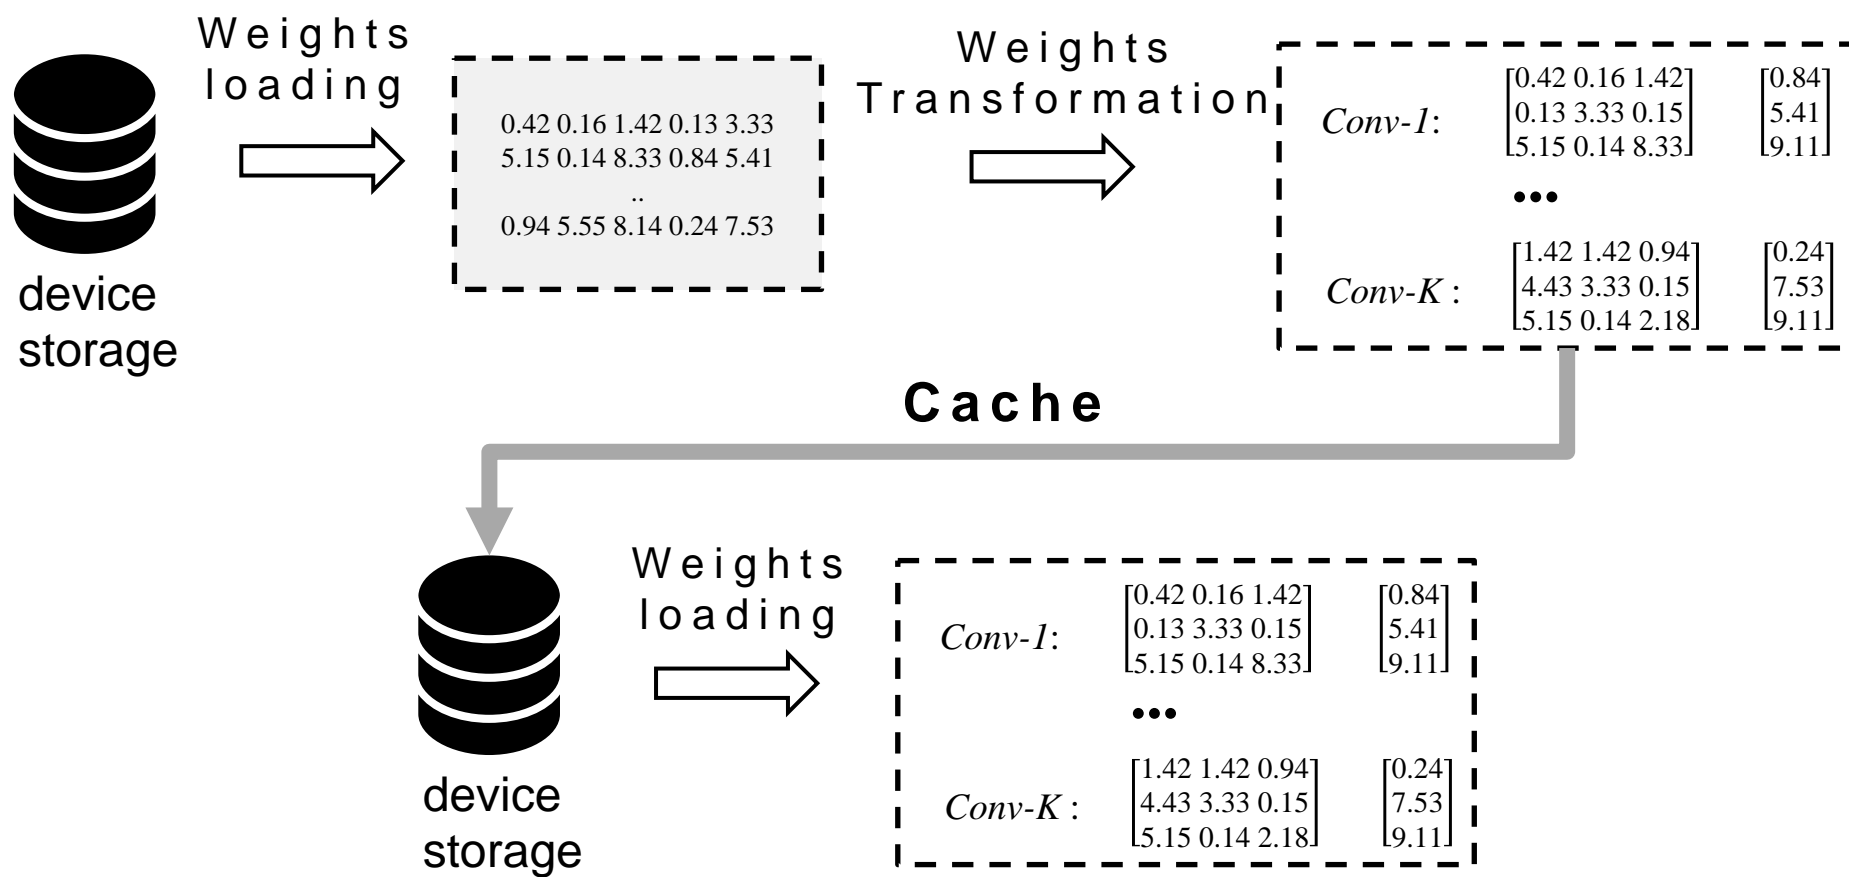 Weights
loading
device
storage
0.42 0.16 1.42 0.13 3.33
5.15 0.14 8.33 0.84 5.41
..
0.94 5.55 8.14 0.24 7.53
Weights
Transformation
Conv-1:
[0.42 0.16 1.42] [0.84]
[0.13 3.33 0.15] [5.41]
[5.15 0.14 8.33] [9.11]
•••
Conv-K :
[1.42 1.42 0.94] [0.24]
[4.43 3.33 0.15] [7.53]
[5.15 0.14 2.18] [9.11]
Cache
device
storage
Weights
loading
Conv-1:
[0.42 0.16 1.42] [0.84]
[0.13 3.33 0.15] [5.41]
[5.15 0.14 8.33] [9.11]
•••
Conv-K :
[1.42 1.42 0.94] [0.24]
[4.43 3.33 0.15] [7.53]
[5.15 0.14 2.18] [9.11]